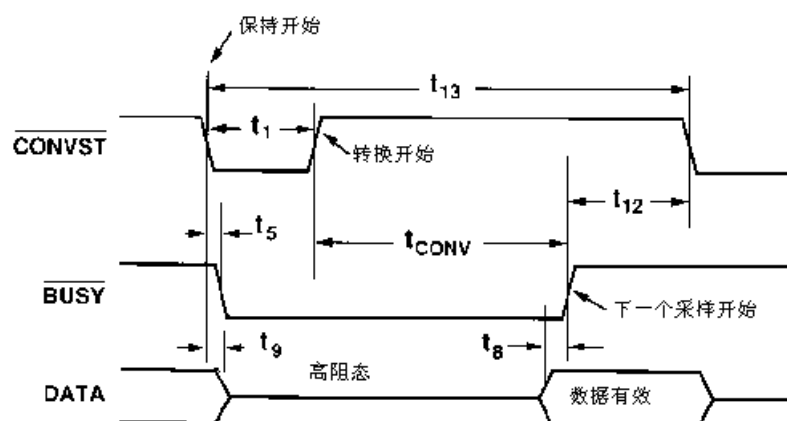 保持开始
t13
t1
CONVST
转换开始
t12
t5
tCONV
BUSY
下一个采样开始
t9
t8
高阻态
DATA
数据有效